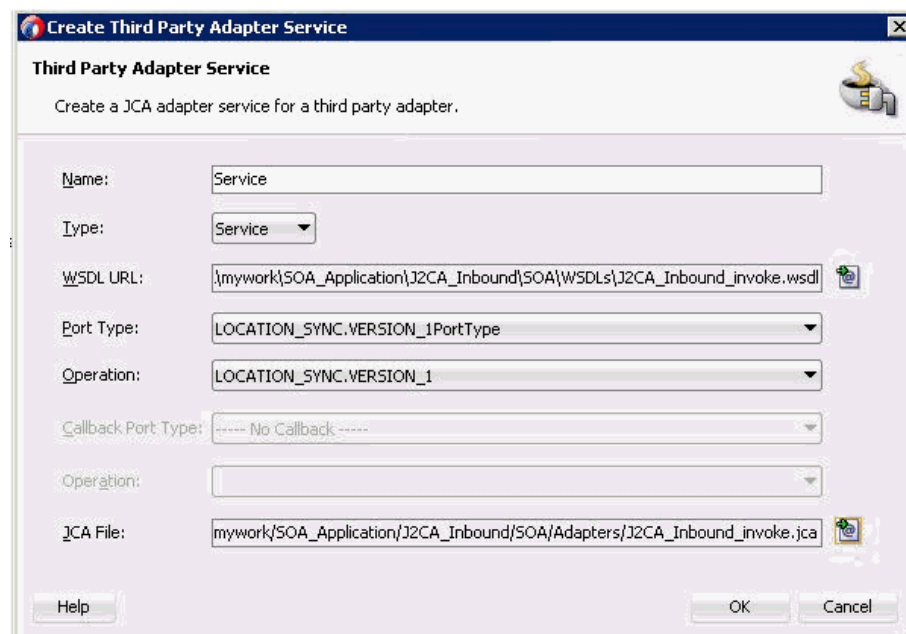 Create Third Party Adapter Service
Third Party Adapter Service
Create a JCA adapter service for a third party adapter.
Name: Service
Type: Service
WSDL URL: .\mywork\SOA_Application\J2CA_Inbound\SOA\WSDLs\J2CA_Inbound_invoke.wsdl
Port Type: LOCATION_SYNC.VERSION_1PortType
Operation: LOCATION_SYNC.VERSION_1
Callback Port Type: ----- No Callback -----
Operation:
JCA File: mywork/SOA_Application/J2CA_Inbound/SOA/Adapters/J2CA_Inbound_invoke.jca
Help OK Cancel